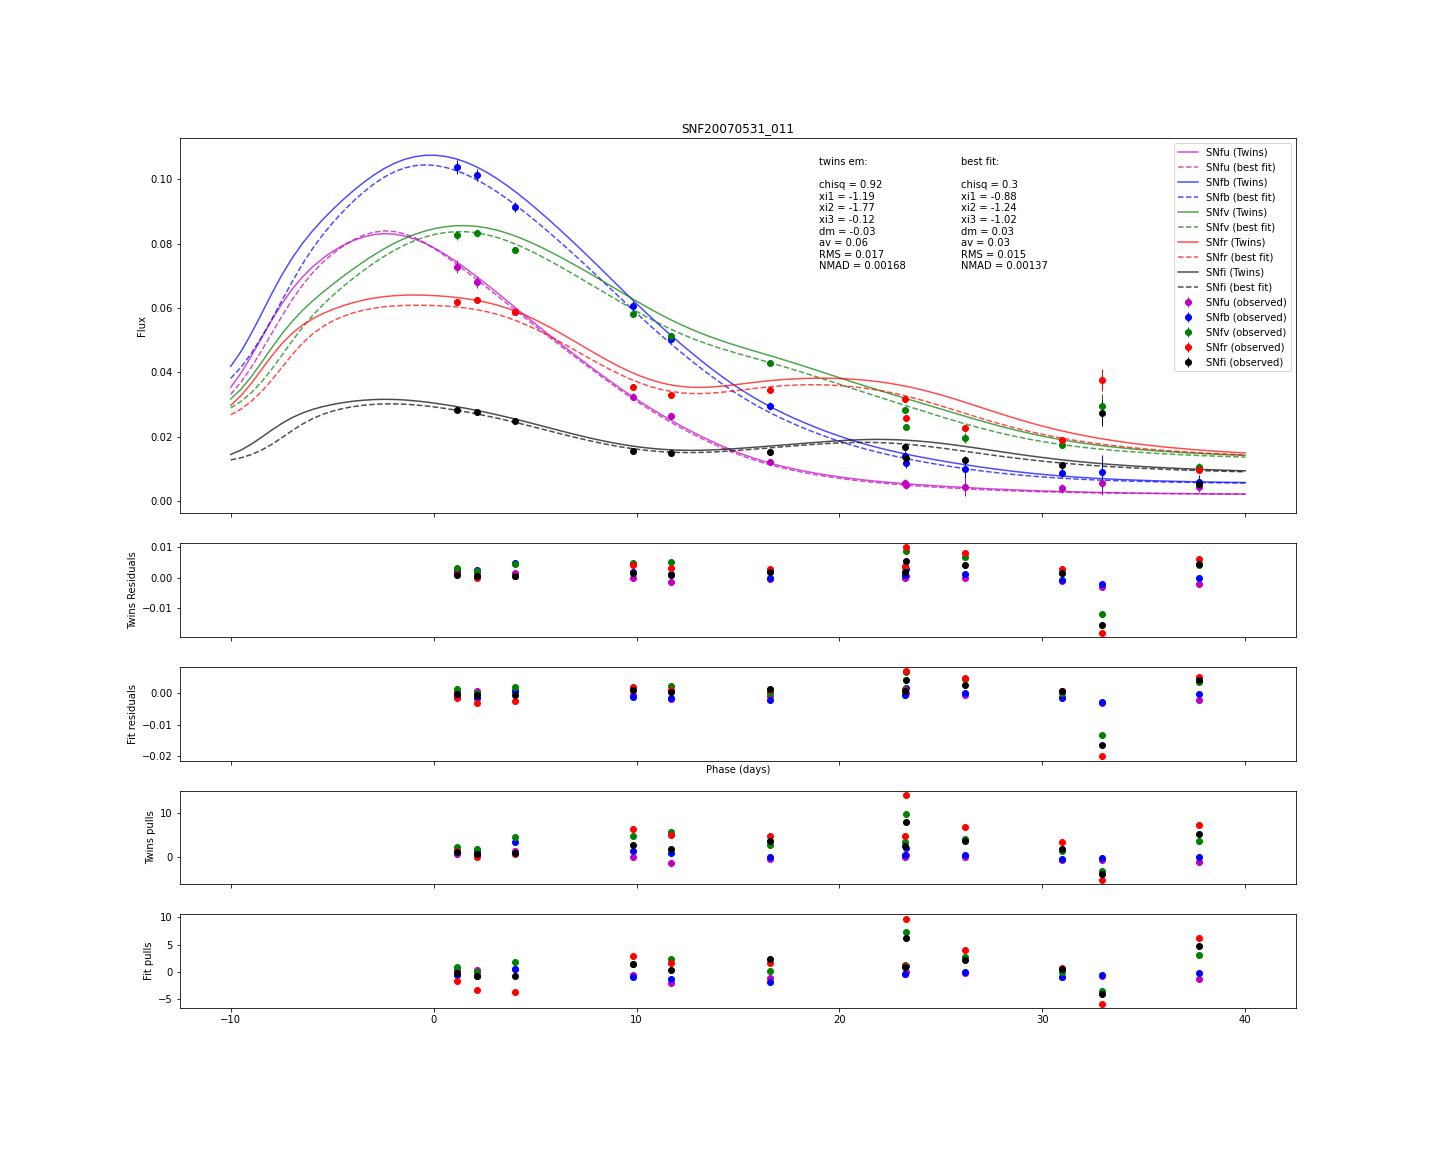 SNF20070531_011
twins em:
best fit:
chisq = 0.92
xi1 = -1.19
xi2 = -1.77
xi3 = -0.12
dm = -0.03
av = 0.06
RMS = 0.017
NMAD = 0.00168
chisq = 0.3
xi1 = -0.88
xi2 = -1.24
xi3 = -1.02
dm = 0.03
av = 0.03
RMS = 0.015
NMAD = 0.00137
SNfu (Twins)
SNfu (best fit)
SNfb (Twins)
SNfb (best fit)
SNfv (Twins)
SNfv (best fit)
SNfr (Twins)
SNfr (best fit)
SNfi (Twins)
SNfi (best fit)
SNfu (observed)
SNfb (observed)
SNfv (observed)
SNfr (observed)
SNfi (observed)
Flux
0.10
0.08
0.06
0.04
0.02
0.00
Twins Residuals
0.01
0.00
−0.01
Fit residuals
0.00
−0.01
−0.02
Phase (days)
Twins pulls
10
0
Fit pulls
10
5
0
−5
−10
0
10
20
30
40